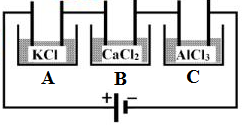 KCl CaCl₂ AlCl₃
A B C
+ −